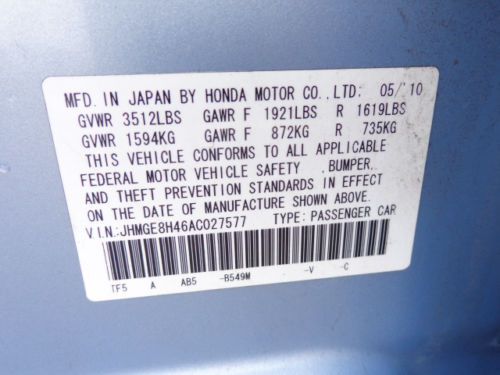 MFD. IN JAPAN BY HONDA MOTOR CO.,LTD: 05/'10
GVWR 3512LBS GAWR F 1921LBS R 1619LBS
GVWR 1594KG GAWR F 872KG R 735KG
THIS VEHICLE CONFORMS TO ALL APPLICABLE
FEDERAL MOTOR VEHICLE SAFETY ,BUMPER,
AND THEFT PREVENTION STANDARDS IN EFFECT
ON THE DATE OF MANUFACTURE SHOWN ABOVE.
V.I.N.:JHMGE8H46AC027577 TYPE: PASSENGER CAR
TF5 A AB5 -B549M -V -C